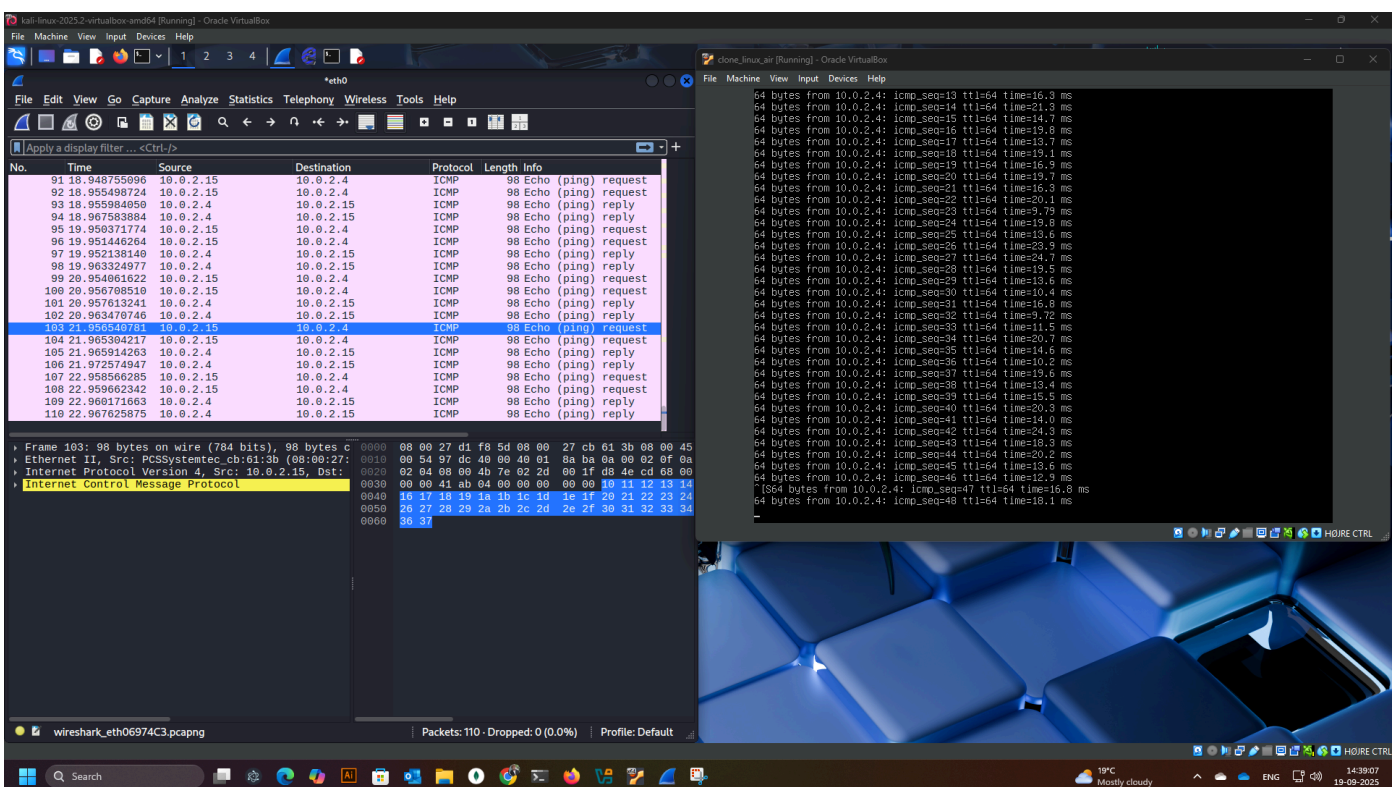 kali-linux-2025.2-virtualbox-amd64 [Running] - Oracle VirtualBox
File Machine View Input Devices Help
1 2 3 4
*eth0
File Edit View Go Capture Analyze Statistics Telephony Wireless Tools Help
Apply a display filter ... <Ctrl-/>
No. Time Source Destination Protocol Length Info
91 18.948755096 10.0.2.15 10.0.2.4 ICMP 98 Echo (ping) request
92 18.955498724 10.0.2.15 10.0.2.4 ICMP 98 Echo (ping) request
93 18.955984050 10.0.2.4 10.0.2.15 ICMP 98 Echo (ping) reply
94 18.967583884 10.0.2.4 10.0.2.15 ICMP 98 Echo (ping) reply
95 19.950371774 10.0.2.15 10.0.2.4 ICMP 98 Echo (ping) request
96 19.951446264 10.0.2.15 10.0.2.4 ICMP 98 Echo (ping) request
97 19.952138140 10.0.2.4 10.0.2.15 ICMP 98 Echo (ping) reply
98 19.963324977 10.0.2.4 10.0.2.15 ICMP 98 Echo (ping) reply
99 20.954061622 10.0.2.15 10.0.2.4 ICMP 98 Echo (ping) request
100 20.956708510 10.0.2.15 10.0.2.4 ICMP 98 Echo (ping) request
101 20.957613241 10.0.2.4 10.0.2.15 ICMP 98 Echo (ping) reply
102 20.963470746 10.0.2.4 10.0.2.15 ICMP 98 Echo (ping) reply
103 21.956540781 10.0.2.15 10.0.2.4 ICMP 98 Echo (ping) request
104 21.965304217 10.0.2.15 10.0.2.4 ICMP 98 Echo (ping) request
105 21.965914263 10.0.2.4 10.0.2.15 ICMP 98 Echo (ping) reply
106 21.972574947 10.0.2.4 10.0.2.15 ICMP 98 Echo (ping) reply
107 22.958566285 10.0.2.15 10.0.2.4 ICMP 98 Echo (ping) request
108 22.959662342 10.0.2.15 10.0.2.4 ICMP 98 Echo (ping) request
109 22.960171663 10.0.2.4 10.0.2.15 ICMP 98 Echo (ping) reply
110 22.967625875 10.0.2.4 10.0.2.15 ICMP 98 Echo (ping) reply
Frame 103: 98 bytes on wire (784 bits), 98 bytes c
Ethernet II, Src: PCSSystemtec_cb:61:3b (08:00:27:
Internet Protocol Version 4, Src: 10.0.2.15, Dst:
Internet Control Message Protocol
0000 08 00 27 d1 f8 5d 08 00 27 cb 61 3b 08 00 45
0010 00 54 97 dc 40 00 40 01 8a ba 0a 00 02 0f 0a
0020 02 04 08 00 4b 7e 02 2d 00 1f d8 4e cd 68 00
0030 00 00 41 ab 04 00 00 00 00 00 10 11 12 13 14
0040 16 17 18 19 1a 1b 1c 1d 1e 1f 20 21 22 23 24
0050 26 27 28 29 2a 2b 2c 2d 2e 2f 30 31 32 33 34
0060 36 37
wireshark_eth06974C3.pcapng
Packets: 110 · Dropped: 0 (0.0%)
Profile: Default
clone_linux_air [Running] - Oracle VirtualBox
File Machine View Input Devices Help
64 bytes from 10.0.2.4: icmp_seq=13 ttl=64 time=16.3 ms
64 bytes from 10.0.2.4: icmp_seq=14 ttl=64 time=21.3 ms
64 bytes from 10.0.2.4: icmp_seq=15 ttl=64 time=14.7 ms
64 bytes from 10.0.2.4: icmp_seq=16 ttl=64 time=19.8 ms
64 bytes from 10.0.2.4: icmp_seq=17 ttl=64 time=13.7 ms
64 bytes from 10.0.2.4: icmp_seq=18 ttl=64 time=19.1 ms
64 bytes from 10.0.2.4: icmp_seq=19 ttl=64 time=16.9 ms
64 bytes from 10.0.2.4: icmp_seq=20 ttl=64 time=19.7 ms
64 bytes from 10.0.2.4: icmp_seq=21 ttl=64 time=16.3 ms
64 bytes from 10.0.2.4: icmp_seq=22 ttl=64 time=20.1 ms
64 bytes from 10.0.2.4: icmp_seq=23 ttl=64 time=9.79 ms
64 bytes from 10.0.2.4: icmp_seq=24 ttl=64 time=19.8 ms
64 bytes from 10.0.2.4: icmp_seq=25 ttl=64 time=13.6 ms
64 bytes from 10.0.2.4: icmp_seq=26 ttl=64 time=23.9 ms
64 bytes from 10.0.2.4: icmp_seq=27 ttl=64 time=24.7 ms
64 bytes from 10.0.2.4: icmp_seq=28 ttl=64 time=19.5 ms
64 bytes from 10.0.2.4: icmp_seq=29 ttl=64 time=13.6 ms
64 bytes from 10.0.2.4: icmp_seq=30 ttl=64 time=10.4 ms
64 bytes from 10.0.2.4: icmp_seq=31 ttl=64 time=16.8 ms
64 bytes from 10.0.2.4: icmp_seq=32 ttl=64 time=9.72 ms
64 bytes from 10.0.2.4: icmp_seq=33 ttl=64 time=11.5 ms
64 bytes from 10.0.2.4: icmp_seq=34 ttl=64 time=20.7 ms
64 bytes from 10.0.2.4: icmp_seq=35 ttl=64 time=14.6 ms
64 bytes from 10.0.2.4: icmp_seq=36 ttl=64 time=10.2 ms
64 bytes from 10.0.2.4: icmp_seq=37 ttl=64 time=19.6 ms
64 bytes from 10.0.2.4: icmp_seq=38 ttl=64 time=13.4 ms
64 bytes from 10.0.2.4: icmp_seq=39 ttl=64 time=15.5 ms
64 bytes from 10.0.2.4: icmp_seq=40 ttl=64 time=20.3 ms
64 bytes from 10.0.2.4: icmp_seq=41 ttl=64 time=14.0 ms
64 bytes from 10.0.2.4: icmp_seq=42 ttl=64 time=24.3 ms
64 bytes from 10.0.2.4: icmp_seq=43 ttl=64 time=18.3 ms
64 bytes from 10.0.2.4: icmp_seq=44 ttl=64 time=20.2 ms
64 bytes from 10.0.2.4: icmp_seq=45 ttl=64 time=13.6 ms
64 bytes from 10.0.2.4: icmp_seq=46 ttl=64 time=12.9 ms
^[S64 bytes from 10.0.2.4: icmp_seq=47 ttl=64 time=16.8 ms
64 bytes from 10.0.2.4: icmp_seq=48 ttl=64 time=18.1 ms
HØJRE CTRL
HØJRE CTRL
Search
Ai
19°C
Mostly cloudy
ENG
14:39:07
19-09-2025